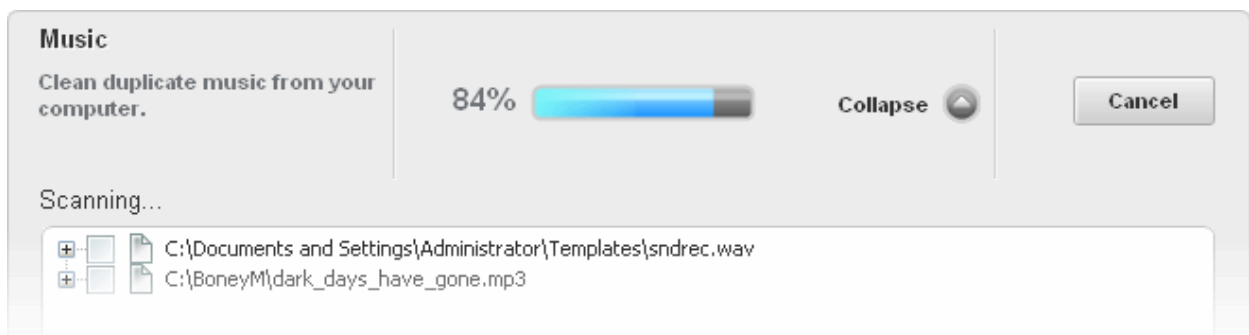 Music
Clean duplicate music from your
computer.
84%
Collapse
Cancel
Scanning...
C:\Documents and Settings\Administrator\Templates\sndrec.wav
C:\BoneyM\dark_days_have_gone.mp3